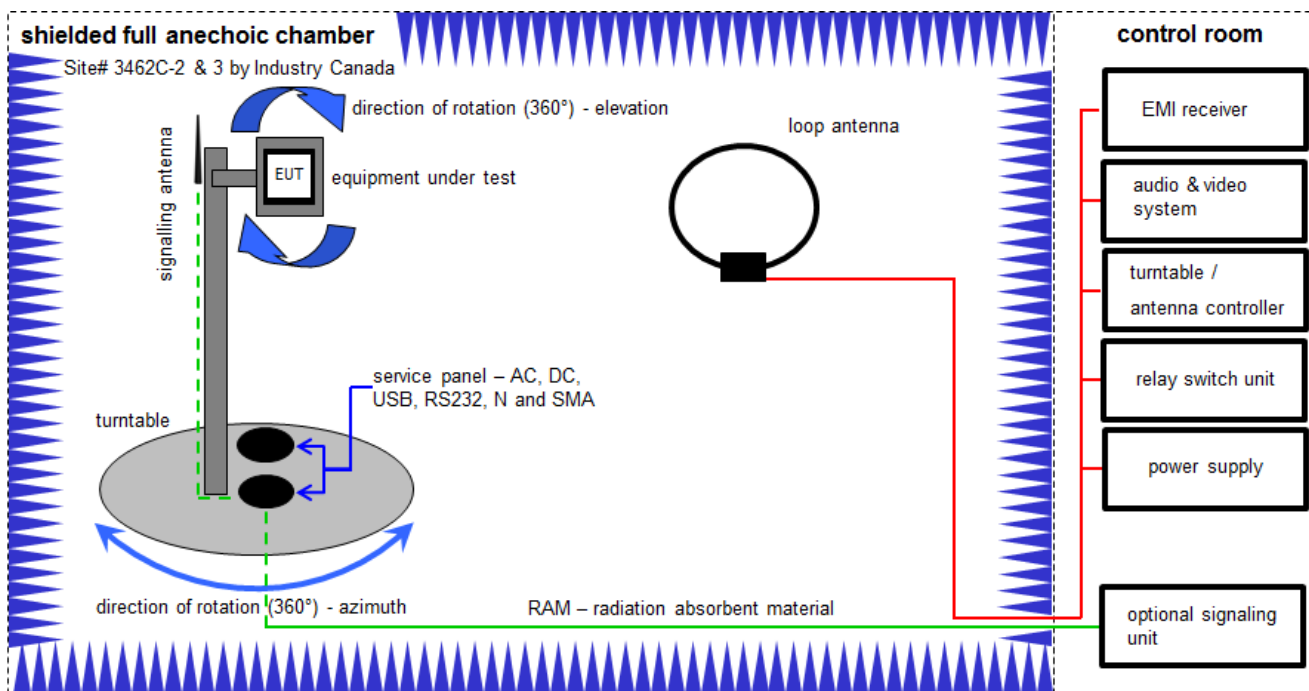 shielded full anechoic chamber
Site# 3462C-2 & 3 by Industry Canada
direction of rotation (360°) - elevation
signalling antenna
EUT
equipment under test
loop antenna
service panel – AC, DC,
USB, RS232, N and SMA
turntable
direction of rotation (360°) - azimuth
RAM – radiation absorbent material
control room
EMI receiver
audio & video
system
turntable /
antenna controller
relay switch unit
power supply
optional signaling
unit